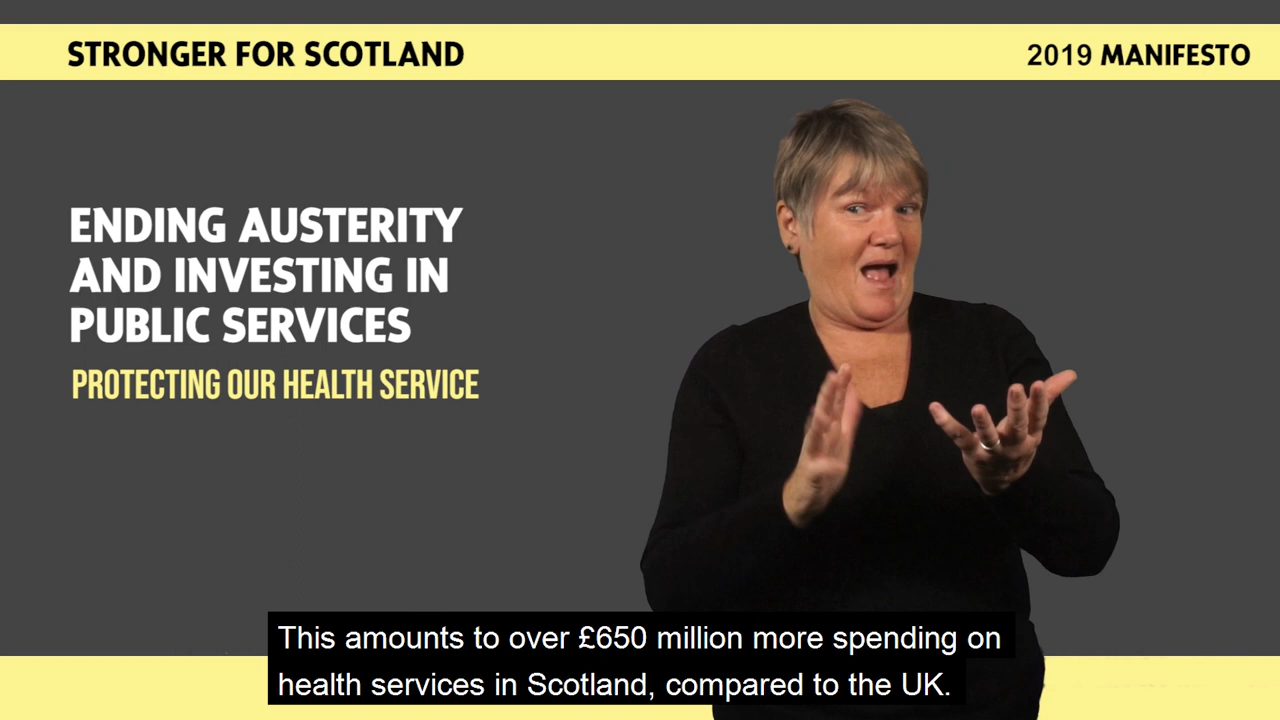 STRONGER FOR SCOTLAND
2019 MANIFESTO
ENDING AUSTERITY
AND INVESTING IN
PUBLIC SERVICES
PROTECTING OUR HEALTH SERVICE
This amounts to over £650 million more spending on
health services in Scotland, compared to the UK.